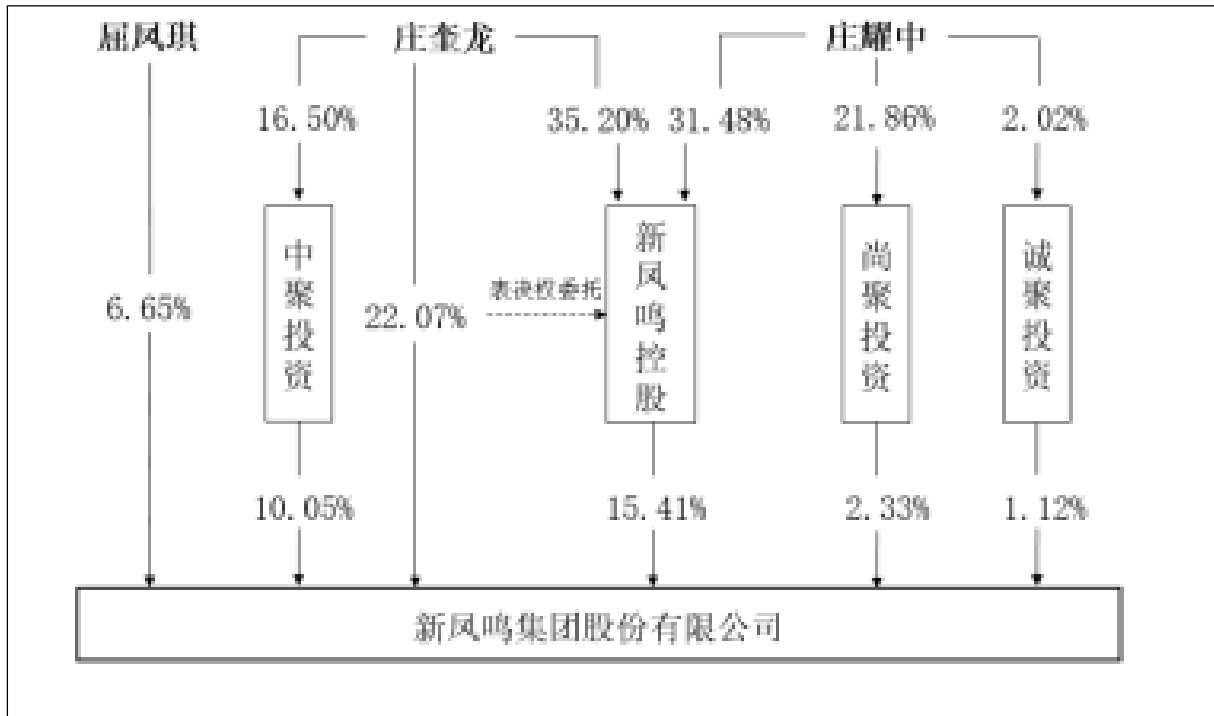 屈凤琪
庄奎龙
庄耀中
16.50%
35.20%
31.48%
21.86%
2.02%
中聚投资
新凤鸣控股
尚聚投资
诚聚投资
6.65%
22.07%
表决权委托
10.05%
15.41%
2.33%
1.12%
新凤鸣集团股份有限公司